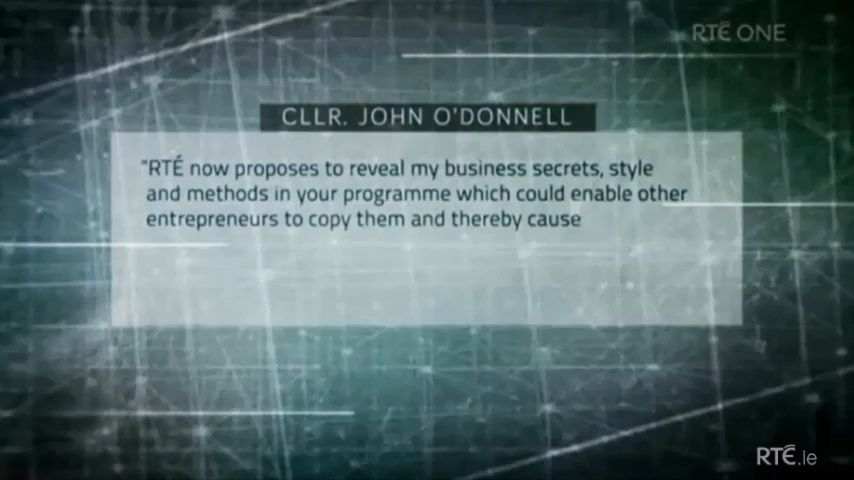 RTÉ ONE
CLLR. JOHN O'DONNELL
"RTÉ now proposes to reveal my business secrets, style
and methods in your programme which could enable other
entrepreneurs to copy them and thereby cause
RTÉ.ie